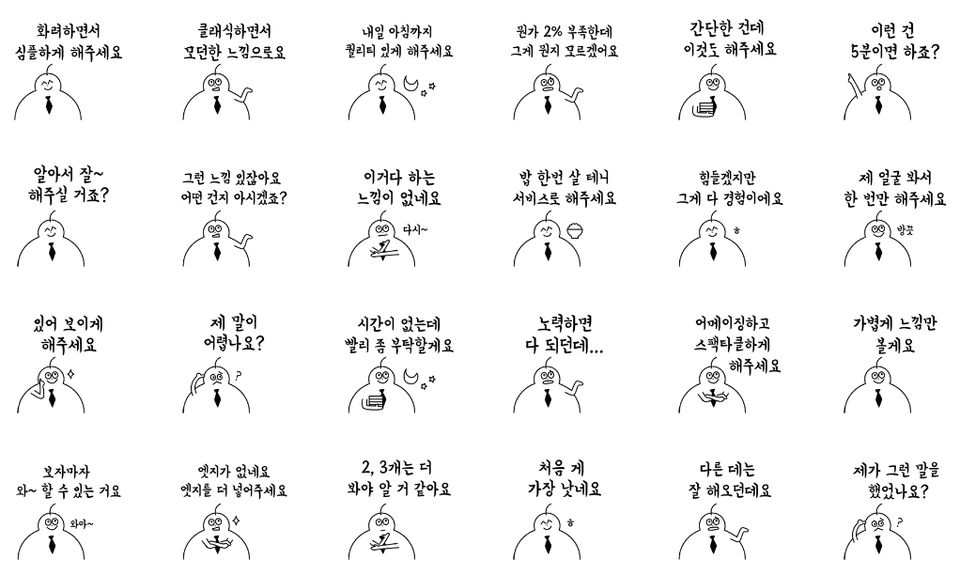 화려하면서
심플하게 해주세요
클래식하면서
모던한 느낌으로요
내일 아침까지
퀄리티 있게 해주세요
뭔가 2% 부족한데
그게 뭔지 모르겠어요
간단한 건데
이것도 해주세요
이런 건
5분이면 하죠?
알아서 잘~
해주실 거죠?
그런 느낌 있잖아요
어떤 건지 아시겠죠?
이거다 하는
느낌이 없네요
다시~
밥 한번 살 테니
서비스로 해주세요
힘들겠지만
그게 다 경험이에요
ㅎ
제 얼굴 봐서
한 번만 해주세요
방긋
있어 보이게
해주세요
제 말이
어렵나요?
?
시간이 없는데
빨리 좀 부탁할게요
노력하면
다 되던데...
어메이징하고
스팩타클하게
해주세요
가볍게 느낌만
볼게요
보자마자
와~ 할 수 있는 거요
와아~
엣지가 없네요
엣지를 더 넣어주세요
2, 3개는 더
봐야 알 거 같아요
처음 게
가장 낫네요
ㅎ
다른 데는
잘 해오던데요
제가 그런 말을
했었나요?
?